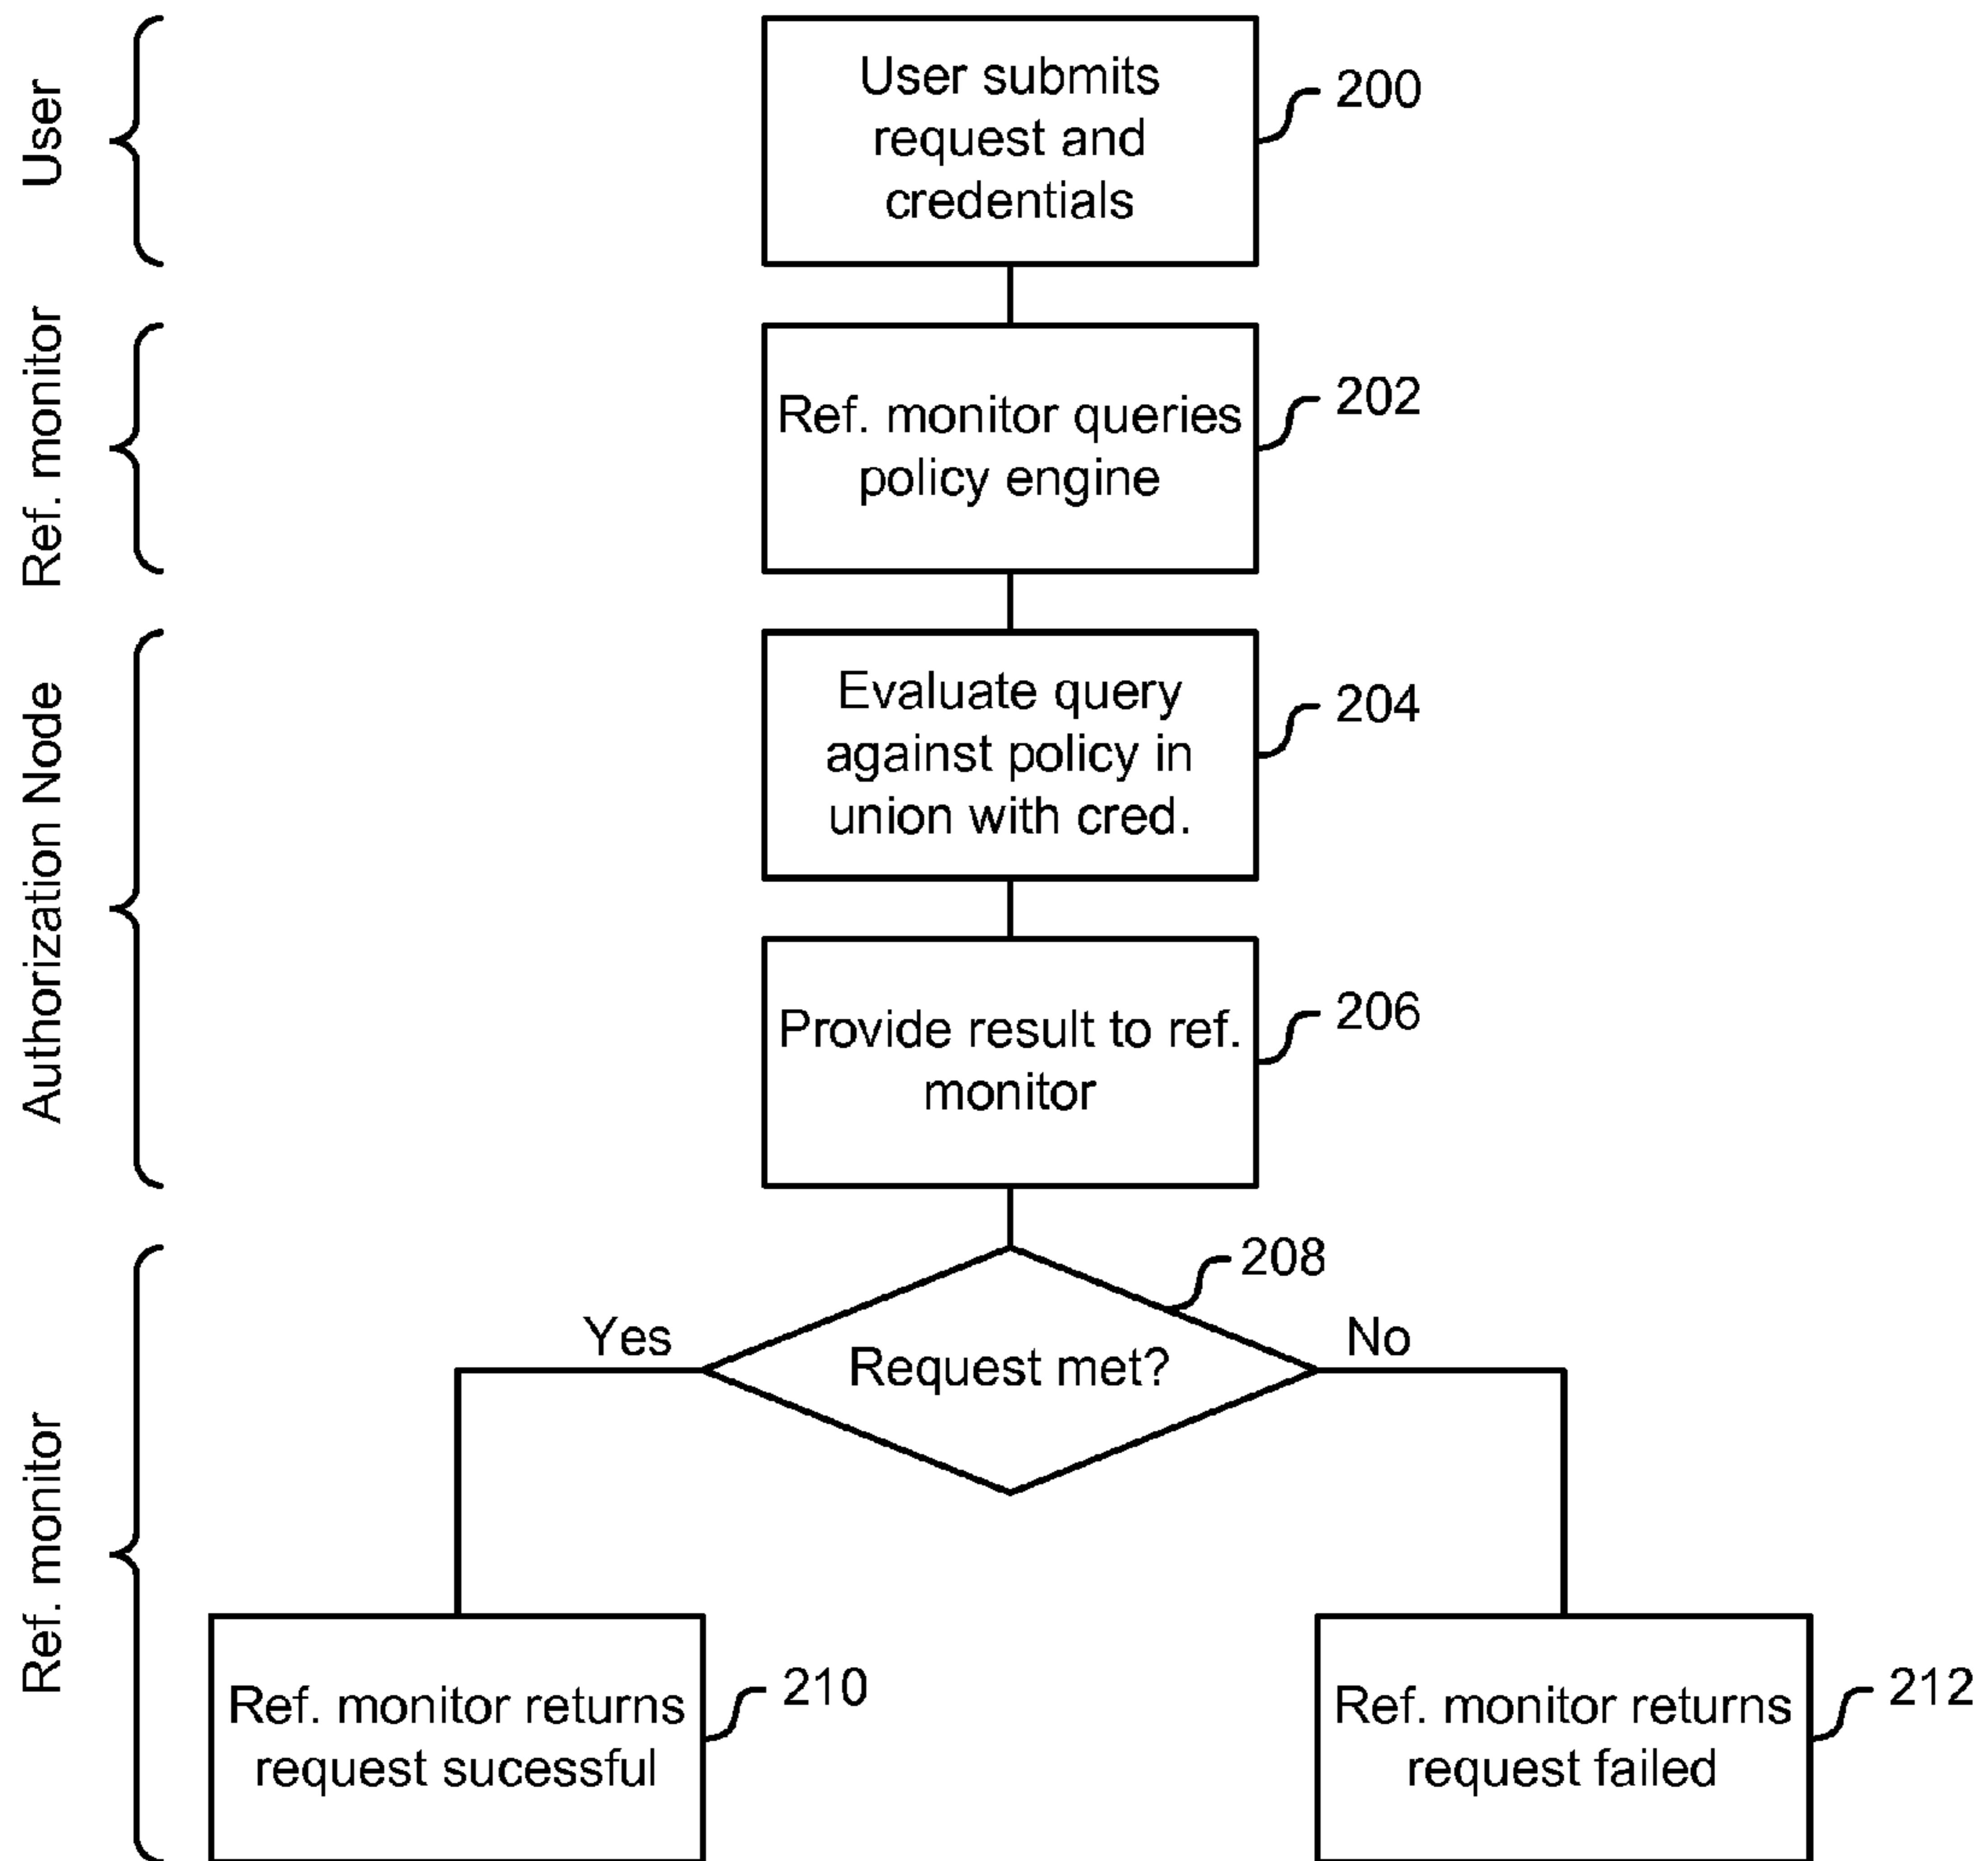 User
User submits
request and
credentials
200
Ref. monitor
Ref. monitor queries
policy engine
202
Authorization Node
Evaluate query
against policy in
union with cred.
204
Provide result to ref.
monitor
206
Ref. monitor
208
Yes
Request met?
No
Ref. monitor returns
request sucessful
210
Ref. monitor returns
request failed
212